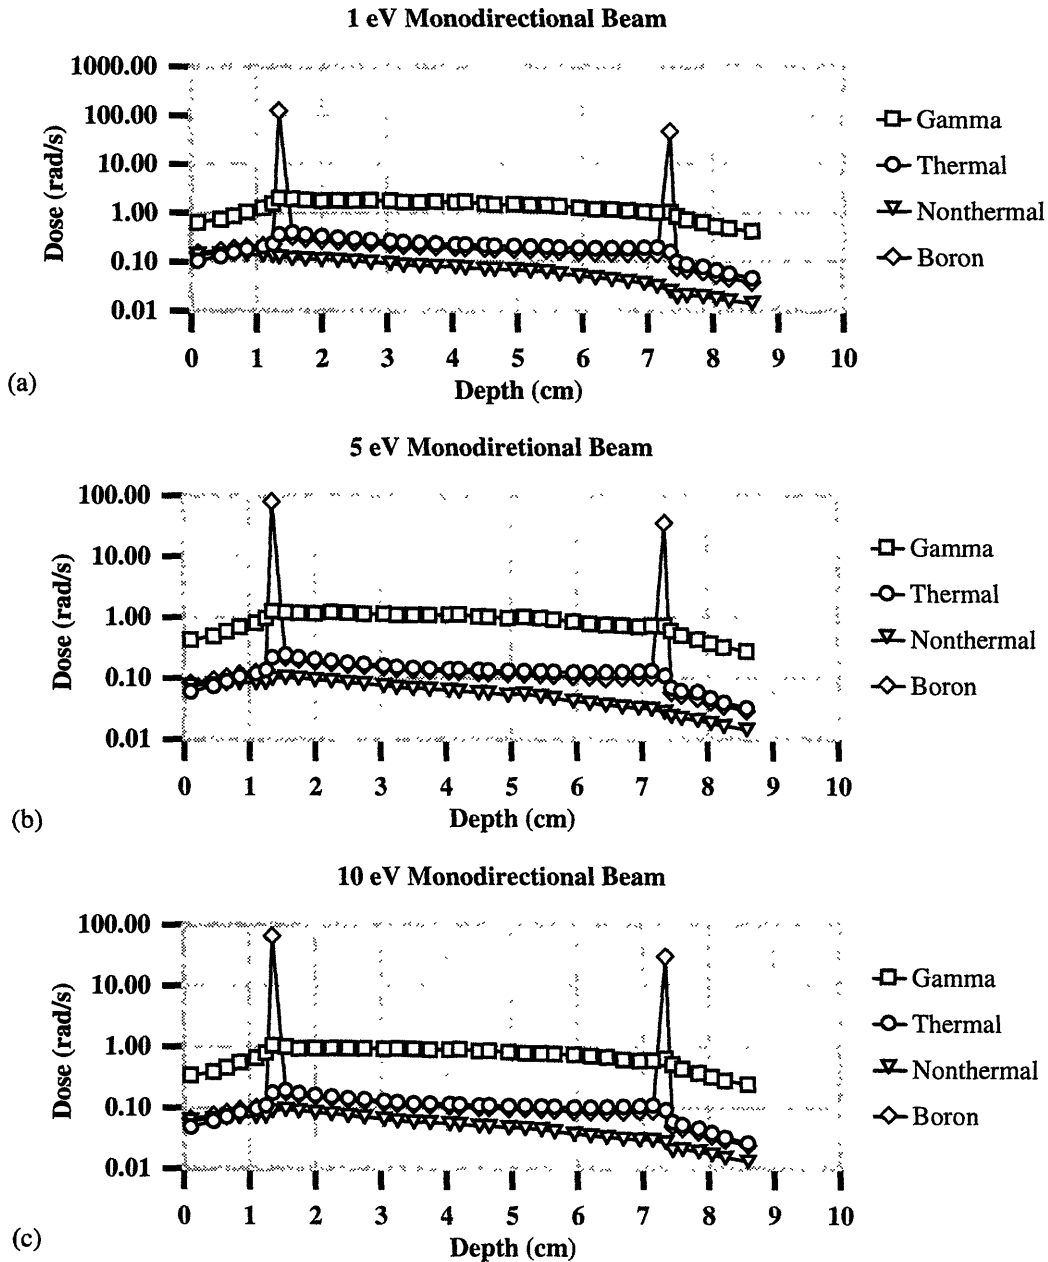 1 eV Monodirectional Beam
1000.00
100.00
10.00
1.00
0.10
0.01
Dose (rad/s)
0 1 2 3 4 5 6 7 8 9 10
Depth (cm)
Gamma
Thermal
Nonthermal
Boron
(a)
5 eV Monodiretional Beam
100.00
10.00
1.00
0.10
0.01
Dose (rad/s)
0 1 2 3 4 5 6 7 8 9 10
Depth (cm)
Gamma
Thermal
Nonthermal
Boron
(b)
10 eV Monodirectional Beam
100.00
10.00
1.00
0.10
0.01
Dose (rad/s)
0 1 2 3 4 5 6 7 8 9 10
Depth (cm)
Gamma
Thermal
Nonthermal
Boron
(c)